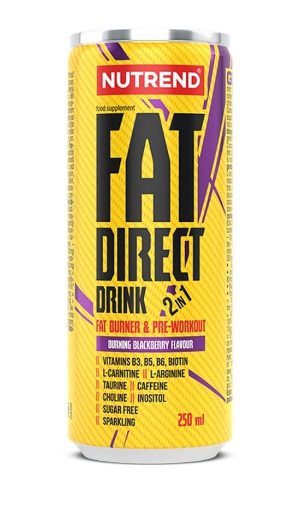 NUTREND®
food supplement
FAT
DIRECT
DRINK 2 in 1
FAT BURNER & PRE-WORKOUT
BURNING BLACKBERRY FLAVOUR
|| VITAMINS B3, B5, B6, BIOTIN
|| L-CARNITINE || L-ARGININE
|| TAURINE || CAFFEINE
|| CHOLINE || INOSITOL
|| SUGAR FREE
|| SPARKLING
250 ml